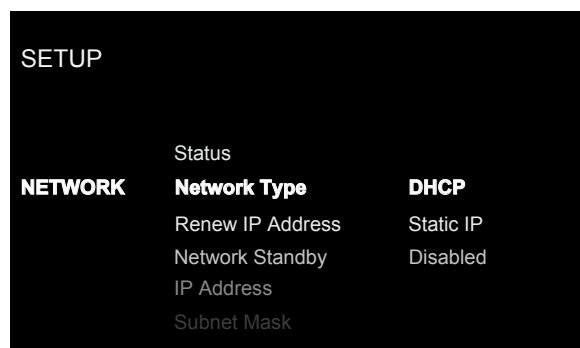 SETUP
Status
NETWORK Network Type DHCP
Renew IP Address Static IP
Network Standby Disabled
IP Address
Subnet Mask